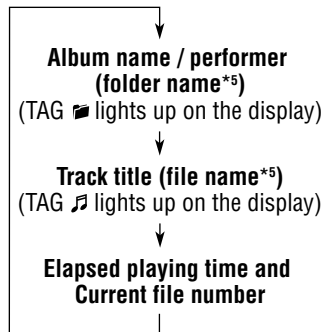 Album name / performer
(folder name*5)
(TAG lights up on the display)
Track title (file name*5)
(TAG lights up on the display)
Elapsed playing time and
Current file number